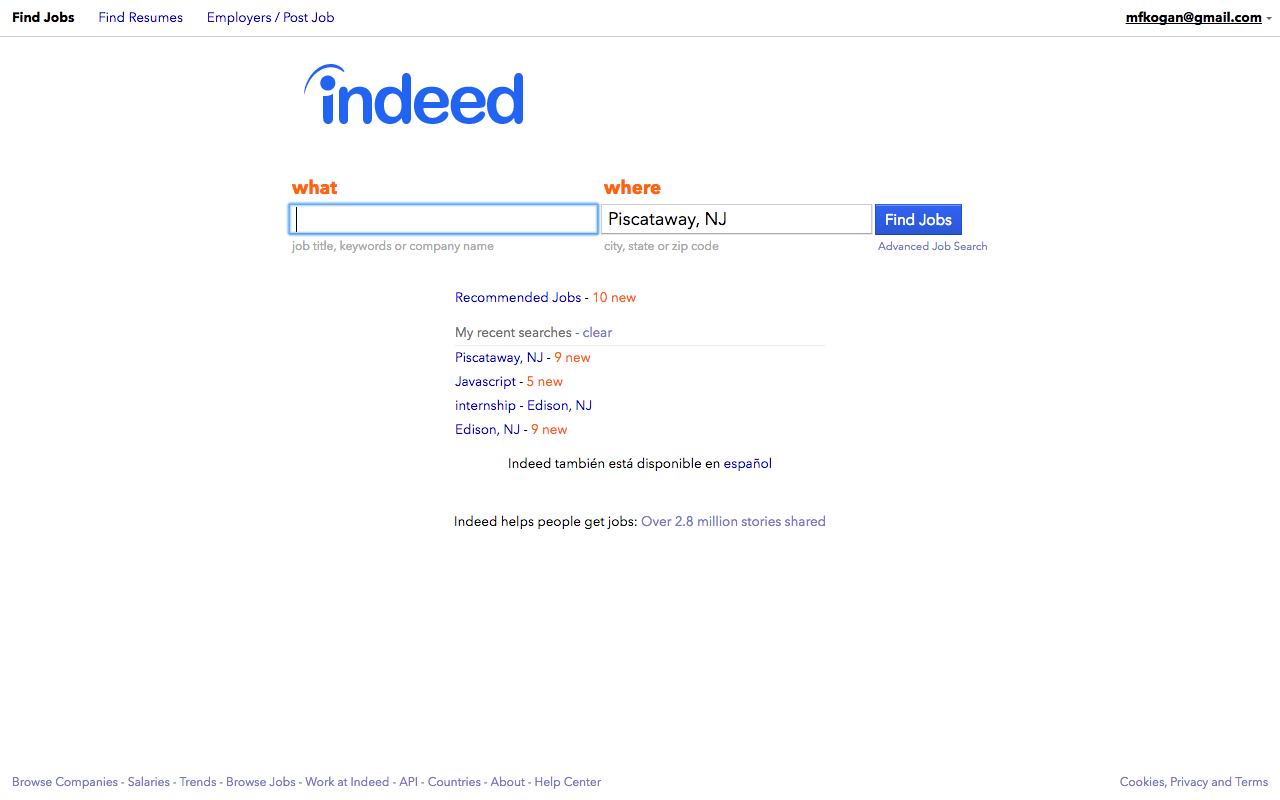 Find Jobs Find Resumes Employers / Post Job mfkogan@gmail.com
indeed
what where
Piscataway, NJ Find Jobs
job title, keywords or company name city, state or zip code Advanced Job Search
Recommended Jobs - 10 new
My recent searches - clear
Piscataway, NJ - 9 new
Javascript - 5 new
internship - Edison, NJ
Edison, NJ - 9 new
Indeed también está disponible en español
Indeed helps people get jobs: Over 2.8 million stories shared
Browse Companies - Salaries - Trends - Browse Jobs - Work at Indeed - API - Countries - About - Help Center Cookies, Privacy and Terms